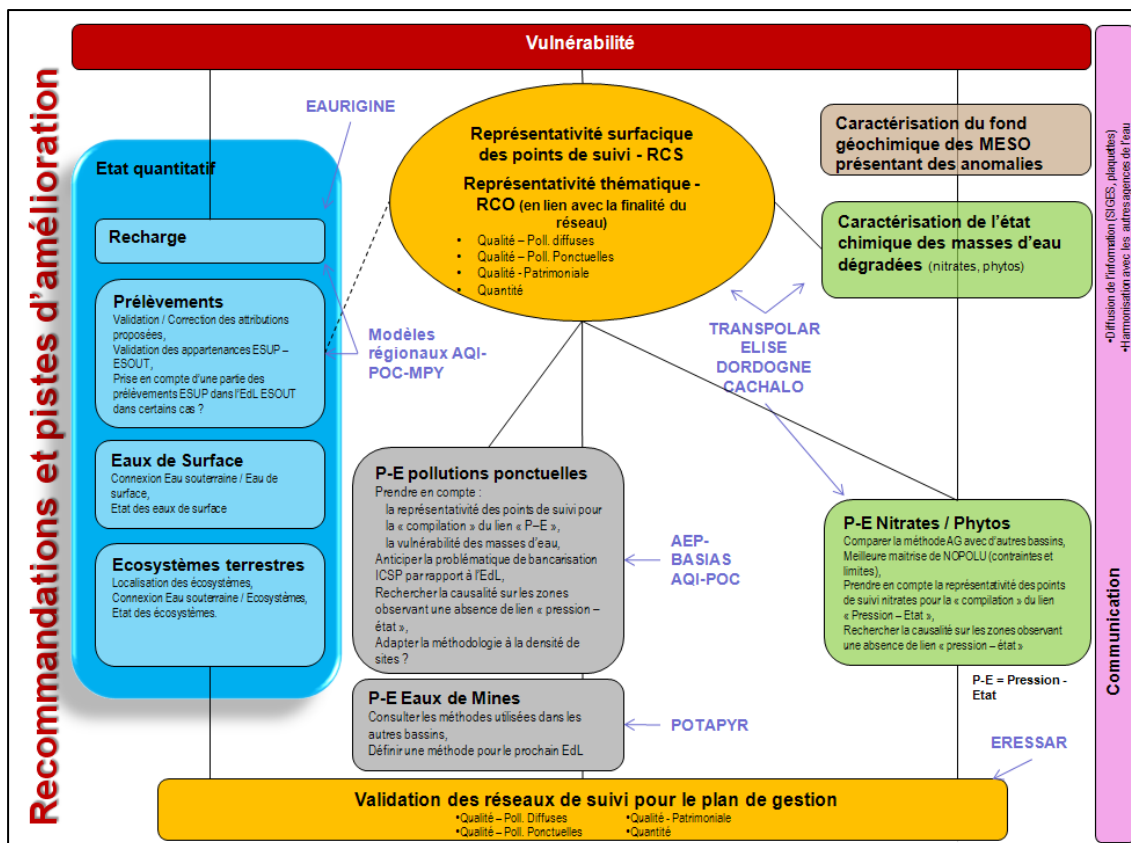 Recommandations et pistes d'amélioration
Vulnérabilité
EAURIGINE
Etat quantitatif
Recharge
Prélèvements
Validation / Correction des attributions
proposées,
Validation des appartenances ESUP –
ESOUT,
Prise en compte d'une partie des
prélèvements ESUP dans l'EdL ESOUT
dans certains cas ?
Eaux de Surface
Connexion Eau souterraine / Eau de
surface,
Etat des eaux de surface
Ecosystèmes terrestres
Localisation des écosystèmes,
Connexion Eau souterraine / Ecosystèmes,
Etat des écosystèmes.
Modèles
régionaux AQI-
POC-MPY
Représentativité surfacique
des points de suivi - RCS
Représentativité thématique -
RCO (en lien avec la finalité du
réseau)
• Qualité – Poll. diffuses
• Qualité – Poll. Ponctuelles
• Qualité - Patrimoniale
• Quantité
Caractérisation du fond
géochimique des MESO
présentant des anomalies
Caractérisation de l'état
chimique des masses d'eau
dégradées (nitrates, phytos)
TRANSPOLAR
ELISE
DORDOGNE
CACHALO
P-E pollutions ponctuelles
Prendre en compte :
la représentativité des points de suivi pour
la « compilation » du lien « P–E »,
la vulnérabilité des masses d'eau,
Anticiper la problématique de bancarisation
ICSP par rapport à l'EdL,
Rechercher la causalité sur les zones
observant une absence de lien « pression –
état »,
Adapter la méthodologie à la densité de
sites ?
AEP-
BASIAS
AQI-POC
P-E Nitrates / Phytos
Comparer la méthode AG avec d'autres bassins,
Meilleure maitrise de NOPOLU (contraintes et
limites),
Prendre en compte la représentativité des points
de suivi nitrates pour la « compilation » du lien
« Pression – Etat »,
Rechercher la causalité sur les zones observant
une absence de lien « pression – état »
P-E = Pression -
Etat
P-E Eaux de Mines
Consulter les méthodes utilisées dans les
autres bassins,
Définir une méthode pour le prochain EdL
POTAPYR
ERESSAR
Validation des réseaux de suivi pour le plan de gestion
•Qualité – Poll. Diffuses
•Qualité – Poll. Ponctuelles
•Qualité - Patrimoniale
•Quantité
Communication
•Diffusion de l'information (SIGES, plaquettes)
•Harmonisation avec les autres agences de l'eau